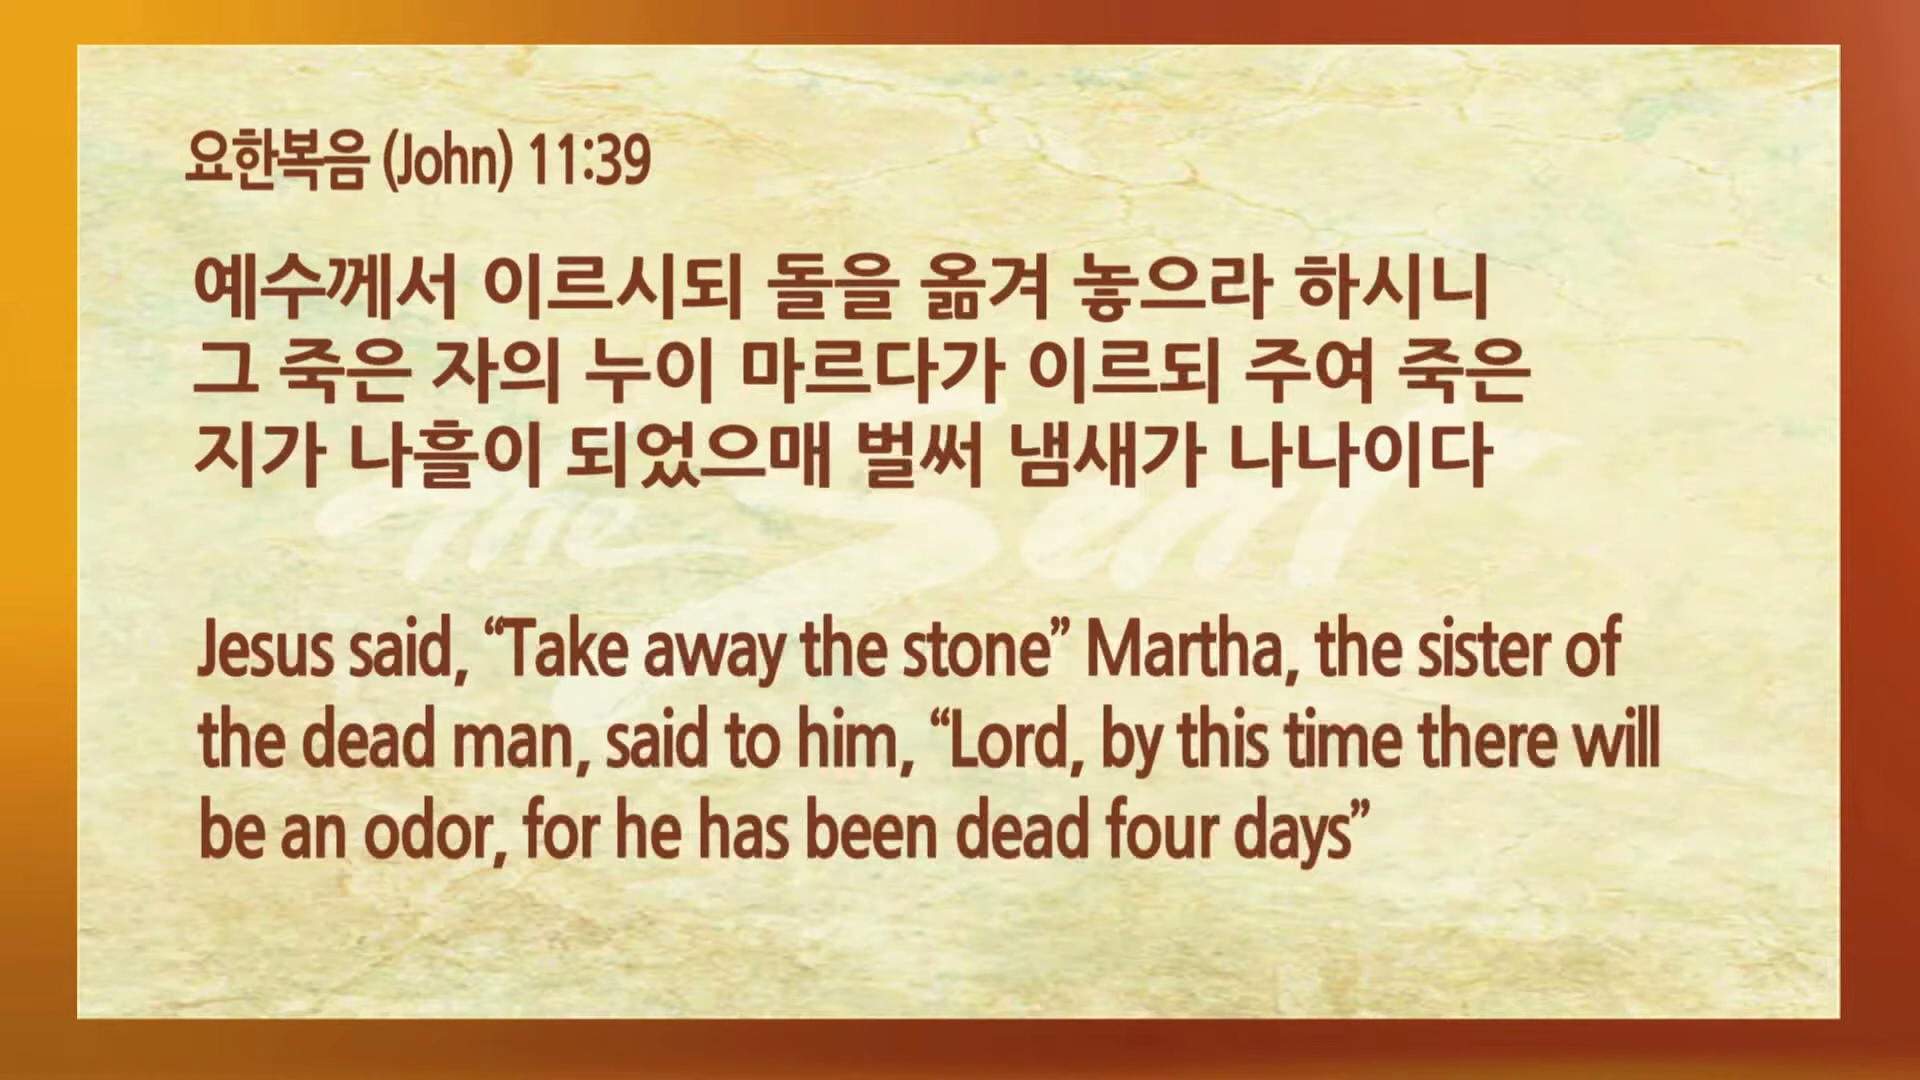 요한복음 (John) 11:39
예수께서 이르시되 돌을 옮겨 놓으라 하시니
그 죽은 자의 누이 마르다가 이르되 주여 죽은
지가 나흘이 되었으매 벌써 냄새가 나나이다
The Sent
Jesus said, “Take away the stone” Martha, the sister of
the dead man, said to him, “Lord, by this time there will
be an odor, for he has been dead four days”